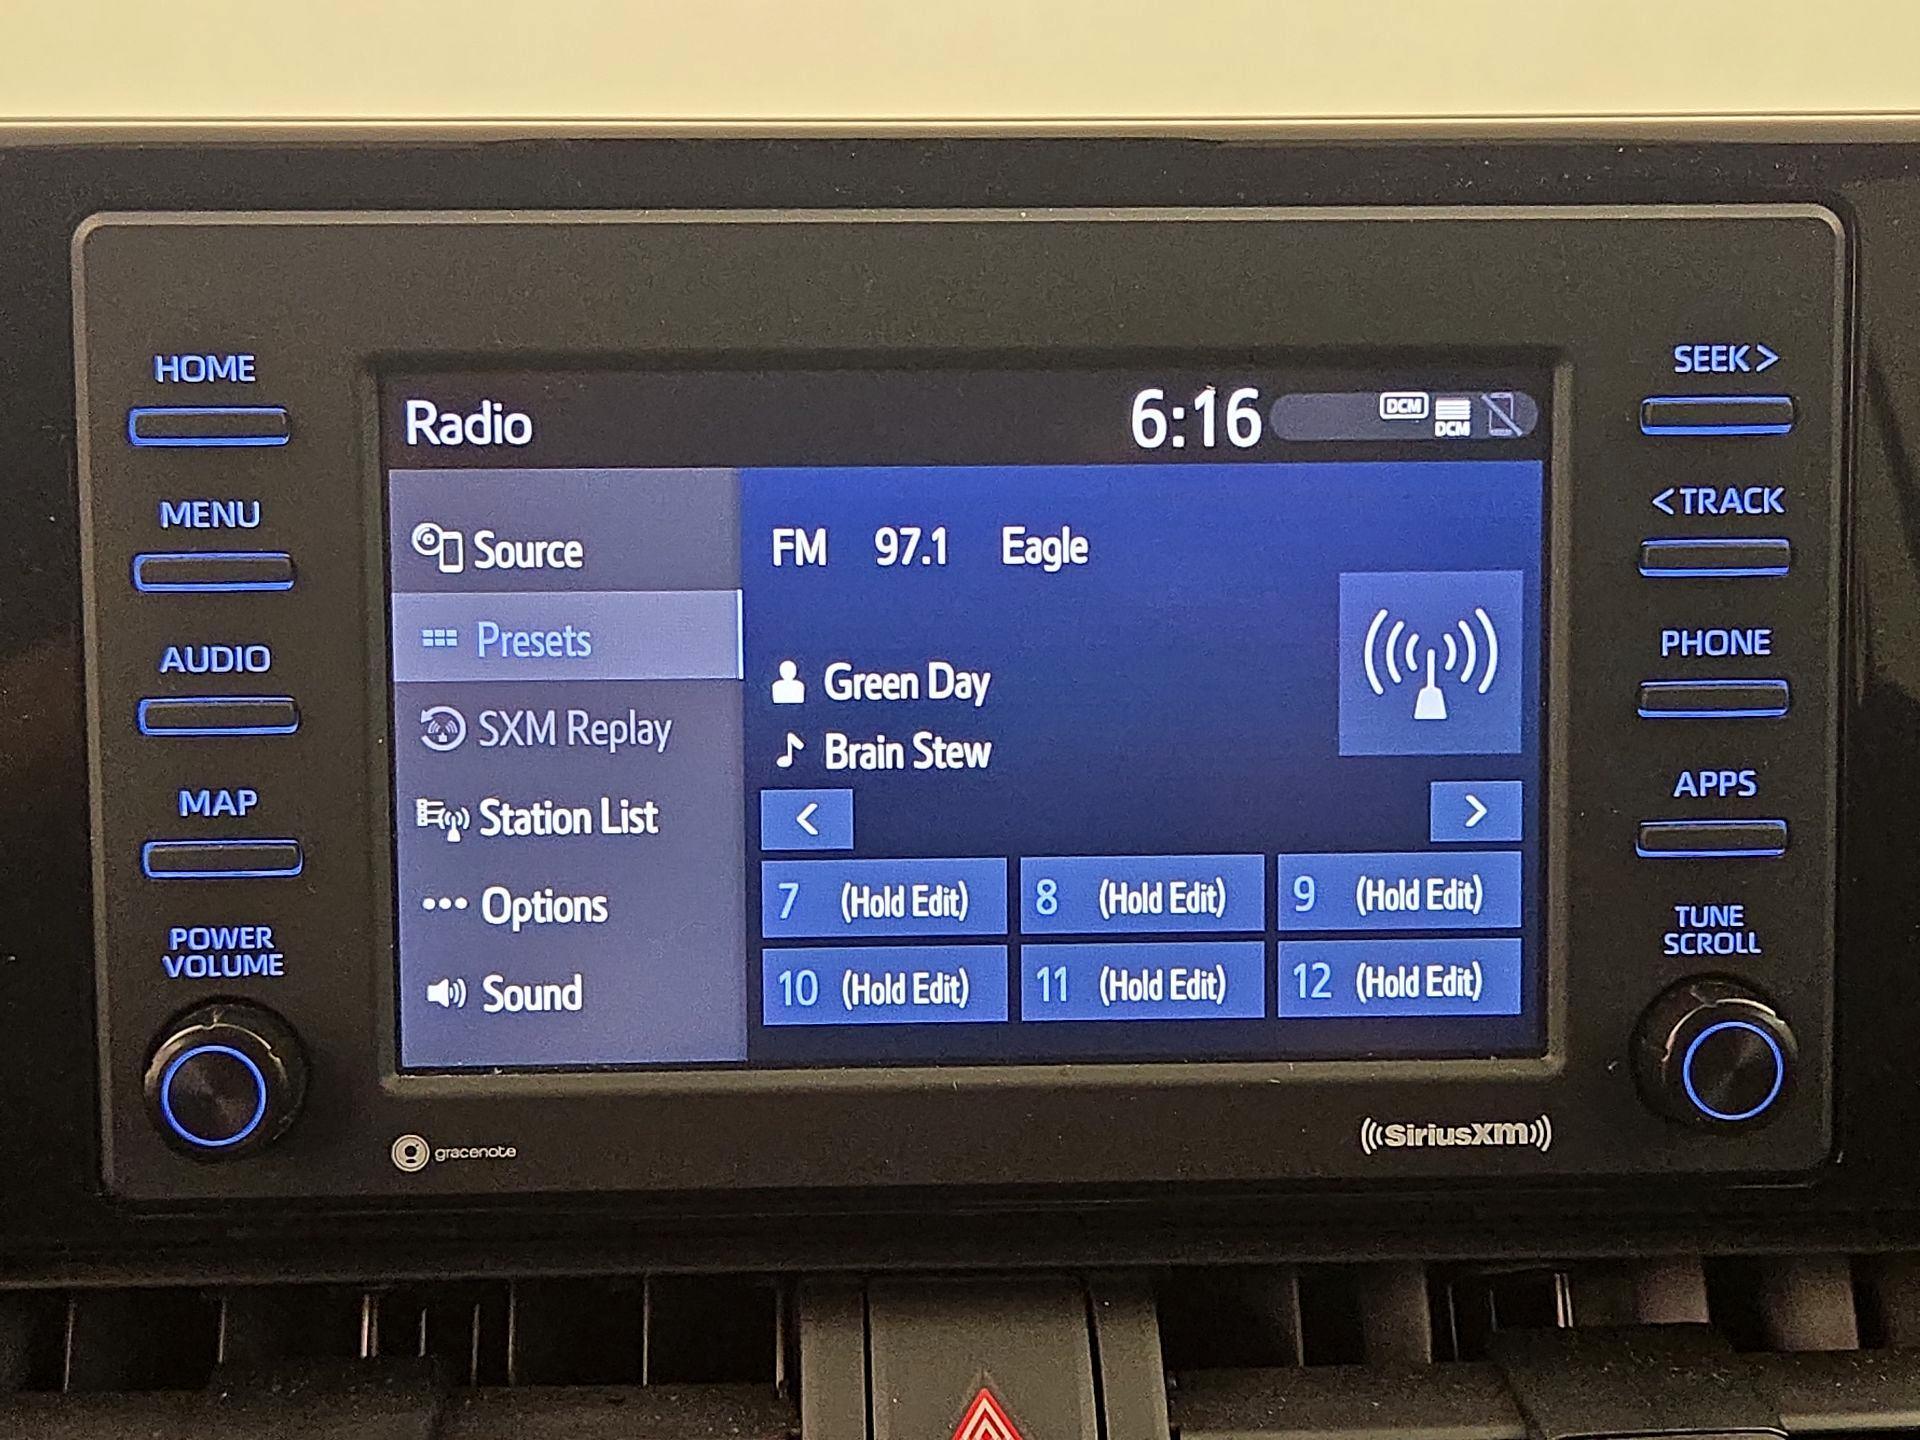 HOME
MENU
AUDIO
MAP
POWER
VOLUME
Radio
6:16
DCM
DCM
Source
Presets
SXM Replay
Station List
Options
Sound
FM 97.1 Eagle
Green Day
Brain Stew
< >
7 (Hold Edit) 8 (Hold Edit) 9 (Hold Edit)
10 (Hold Edit) 11 (Hold Edit) 12 (Hold Edit)
SEEK >
< TRACK
PHONE
APPS
TUNE
SCROLL
gracenote
((SiriusXM))